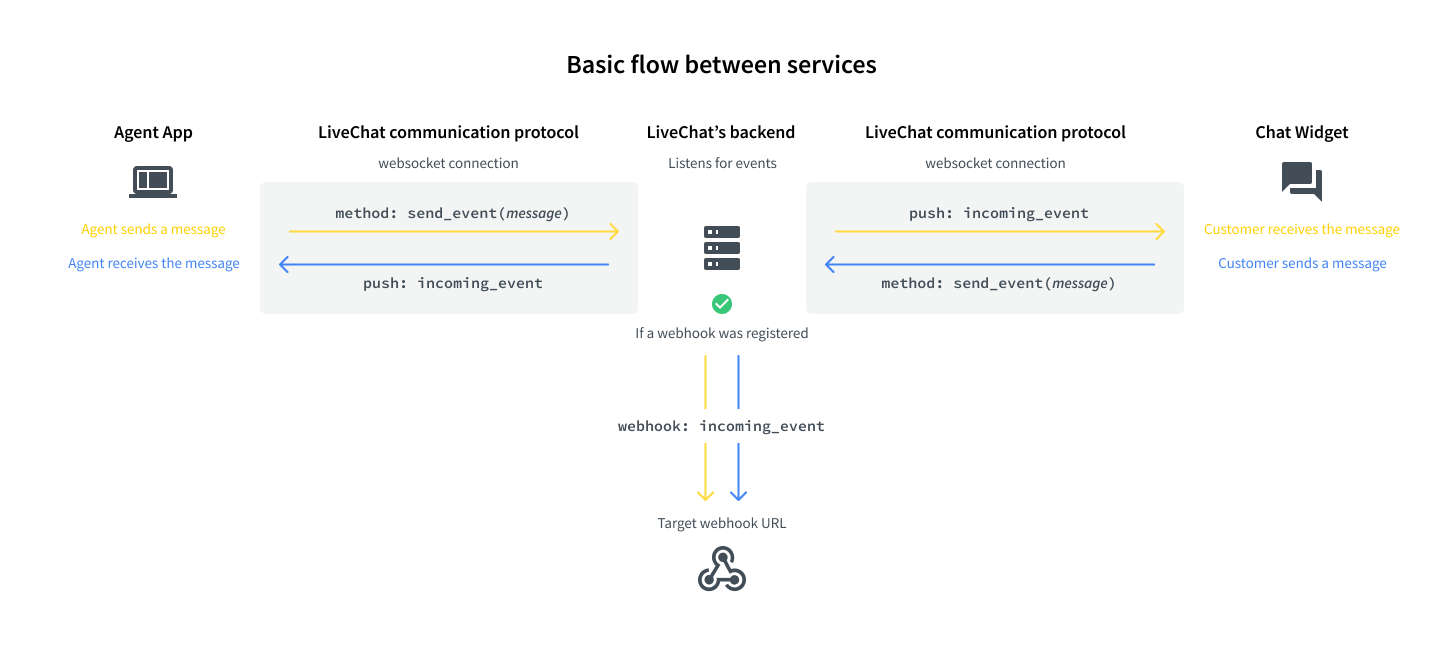 Basic flow between services
Agent App
LiveChat communication protocol
LiveChat’s backend
LiveChat communication protocol
Chat Widget
websocket connection
Listens for events
websocket connection
method: send_event(message)
push: incoming_event
Agent sends a message
Customer receives the message
Agent receives the message
Customer sends a message
push: incoming_event
method: send_event(message)
If a webhook was registered
webhook: incoming_event
Target webhook URL